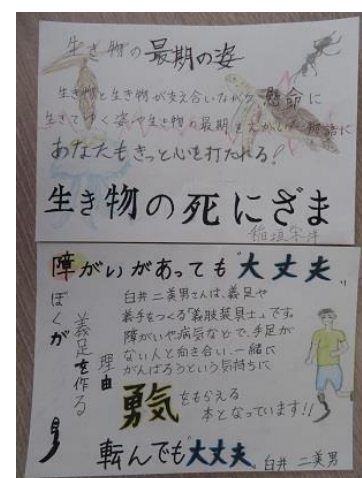 生き物の最期の姿
生き物と生き物が支え合いながら懸命に
生きてゆく姿や生き物の最期をえがいた物語に
あなたもきっと心を打たれる!
生き物の死にざま
稲垣栄洋
障がいがあっても"大丈夫"
臼井二美男さんは、義足や
義手をつくる"義肢装具士"です。
障がいや病気などで、手足が
ない人と向き合い、一緒に
がんばろうという気持ちに
勇気をもらえる
本となっています!!
ぼくが
義足を作る
理由
転んでも"大丈夫"
臼井 二美男